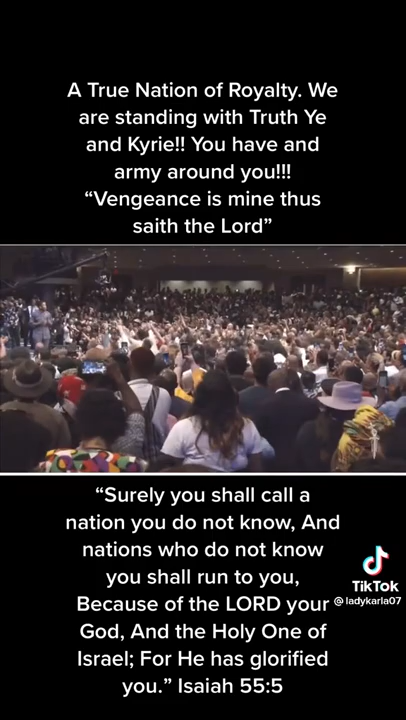 A True Nation of Royalty. We
are standing with Truth Ye
and Kyrie!! You have and
army around you!!!
“Vengeance is mine thus
saith the Lord”
“Surely you shall call a
nation you do not know, And
nations who do not know
you shall run to you,
Because of the LORD your
God, And the Holy One of
Israel; For He has glorified
you.” Isaiah 55:5
TikTok
@ladykarla07